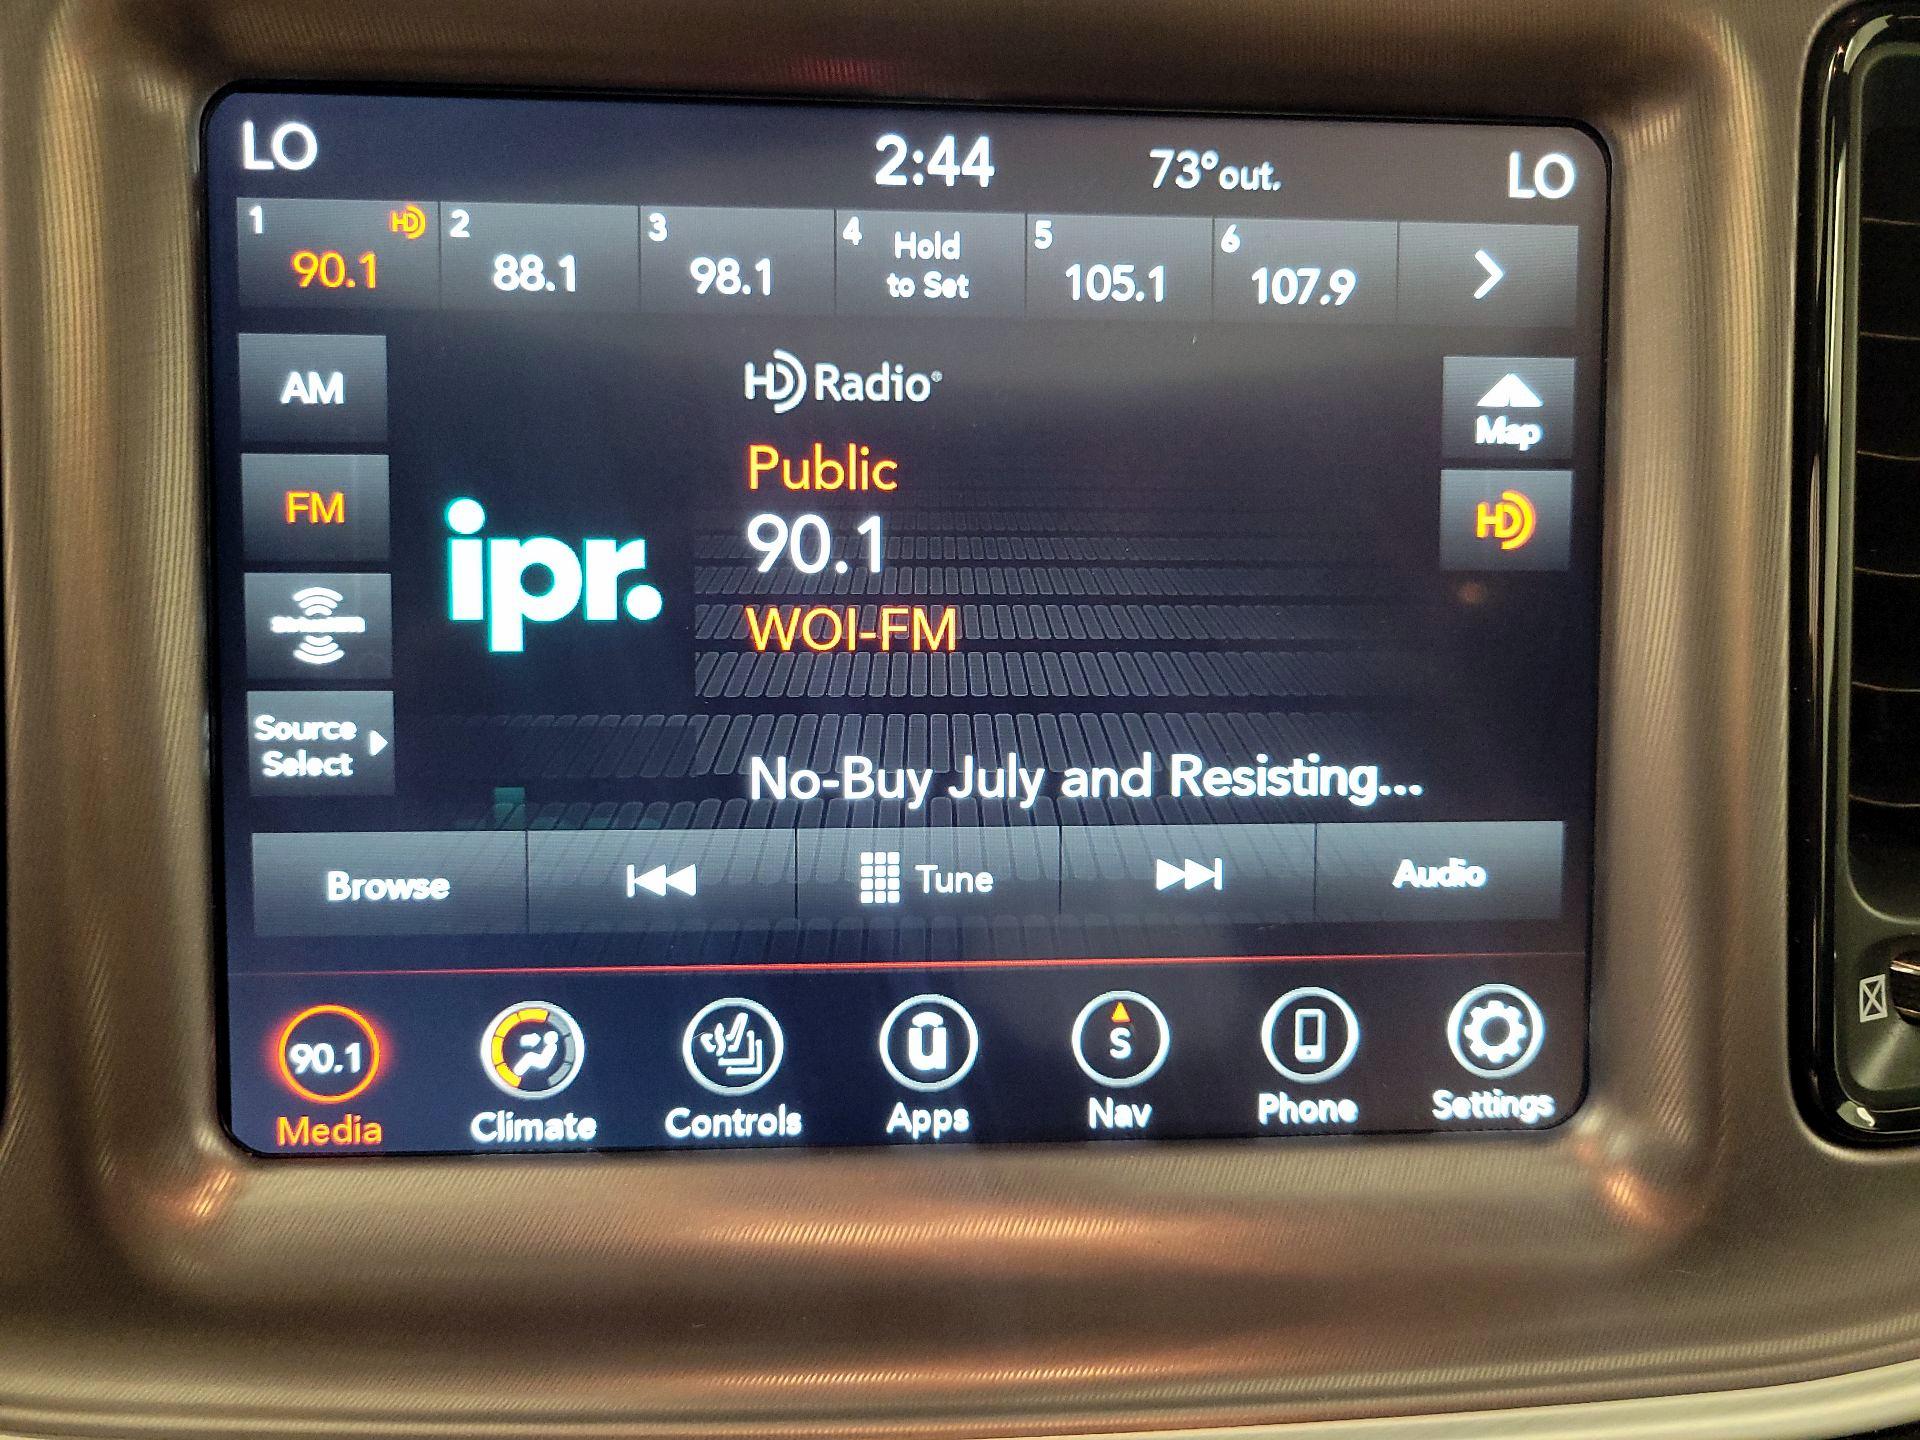 LO 2:44 73°out. LO
1 HD 2 3 4 Hold 5 6
90.1 88.1 98.1 to Set 105.1 107.9
AM
HD Radio®
Map
Public
FM
90.1
HD
ipr.
WOI-FM
Source
Select
No-Buy July and Resisting...
Browse Tune Audio
90.1 u S
Media Climate Controls Apps Nav Phone Settings